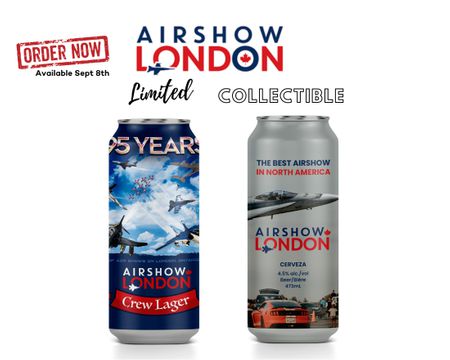 ORDER NOW
Available Sept 8th
AIRSHOW
LONDON
Limited
COLLECTIBLE
95 YEARS
AIRSHOW
LONDON
Crew Lager
THE BEST AIRSHOW
IN NORTH AMERICA
AIRSHOW
LONDON
CERVEZA
4.5% alc./vol
Beer/Bière
473mL